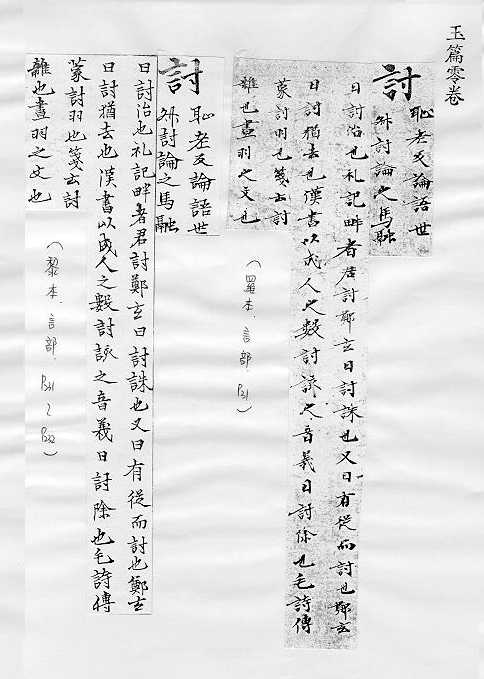 玉篇零卷
討
恥老反論語世
叔討論之馬融
曰討治也礼記畔者君討鄭玄曰討誅也又曰有從而討也鄭玄
曰討猶去也漢書以成人之數討該之音義曰討除也毛詩傳
蒙討羽也箋云討
雜也畫羽之文也
(羅本.言部.P21)
討
恥老反論語世
叔討論之馬融
曰討治也礼記畔者君討鄭玄曰討誅也又曰有從而討也鄭玄
曰討猶去也漢書以成人之數討該之音義曰討除也毛詩傳
蒙討羽也箋云討
雜也畫羽之文也
(黎本.言部.)